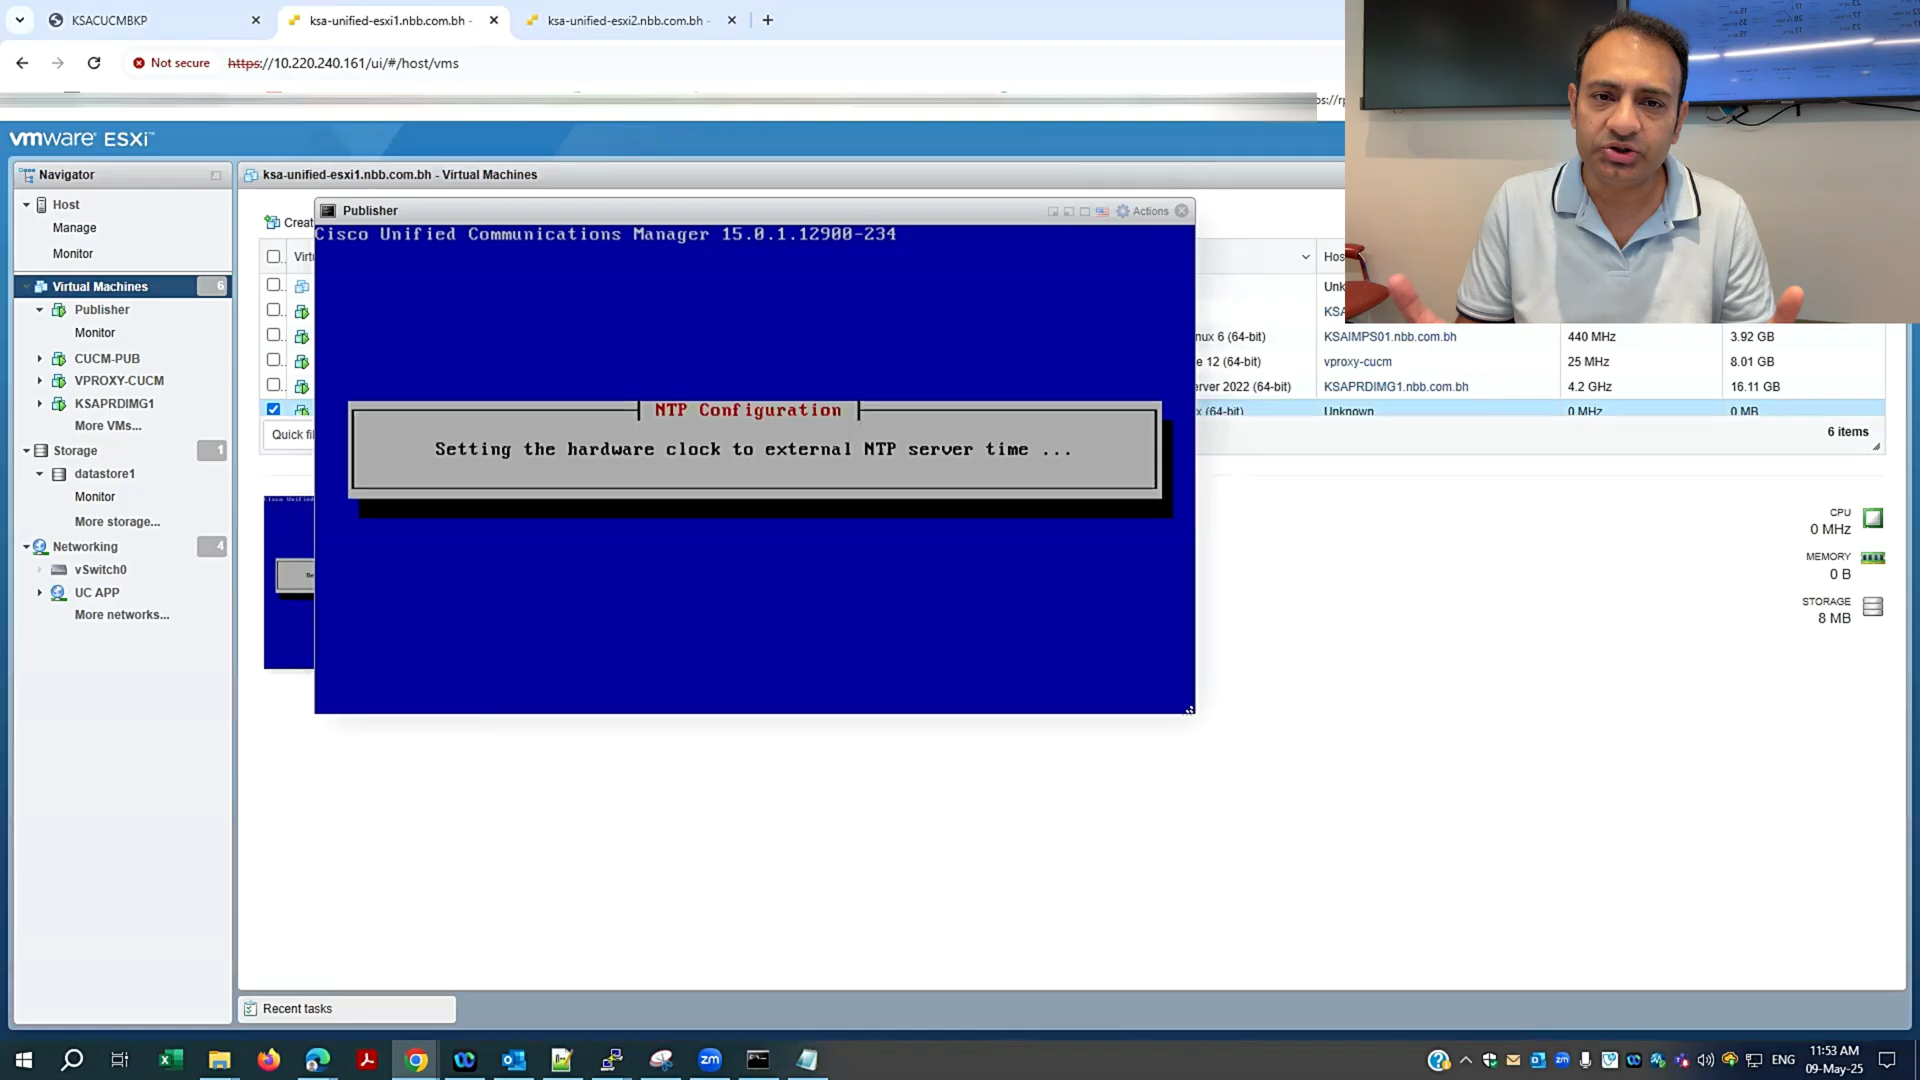 KSACUCMBKP
ksa-unified-esxi1.nbb.com.bh -
ksa-unified-esxi2.nbb.com.bh -
Not secure
https://10.220.240.161/ui/#/host/vms
vmware ESXi
Navigator
Host
Manage
Monitor
Virtual Machines
6
Publisher
Monitor
CUCM-PUB
VPROXY-CUCM
KSAPRDIMG1
More VMs...
Storage
1
datastore1
Monitor
More storage...
Networking
4
vSwitch0
UC APP
More networks...
ksa-unified-esxi1.nbb.com.bh - Virtual Machines
Publisher
Actions
Cisco Unified Communications Manager 15.0.1.12900-234
NTP Configuration
Setting the hardware clock to external NTP server time ...
KSAIMPS01.nbb.com.bh 440 MHz 3.92 GB
e 12 (64-bit) vproxy-cucm 25 MHz 8.01 GB
erver 2022 (64-bit) KSAPRDIMG1.nbb.com.bh 4.2 GHz 16.11 GB
x (64-bit) Unknown 0 MHz 0 MB
6 items
CPU
0 MHz
MEMORY
0 B
STORAGE
8 MB
Recent tasks
ENG
11:53 AM
09-May-25